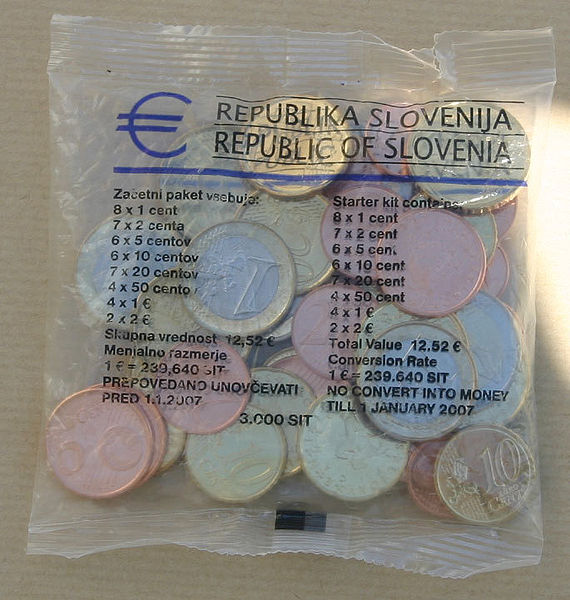 € REPUBLIKA SLOVENIJA
REPUBLIC OF SLOVENIA
Začetni paket vsebuje:
8 x 1 cent
7 x 2 centa
6 x 5 centov
6 x 10 centov
7 x 20 centov
4 x 50 centov
4 x 1 €
2 x 2 €
Skupna vrednost 12,52 €
Menjalno razmerje
1 € = 239,640 SIT
PREPOVEDANO UNOVČEVATI
PRED 1.1.2007
Starter kit contains:
8 x 1 cent
7 x 2 cent
6 x 5 cent
6 x 10 cent
7 x 20 cent
4 x 50 cent
4 x 1 €
2 x 2 €
Total Value 12,52 €
Conversion Rate
1 € = 239.640 SIT
NO CONVERT INTO MONEY
TILL 1 JANUARY 2007
3.000 SIT
10